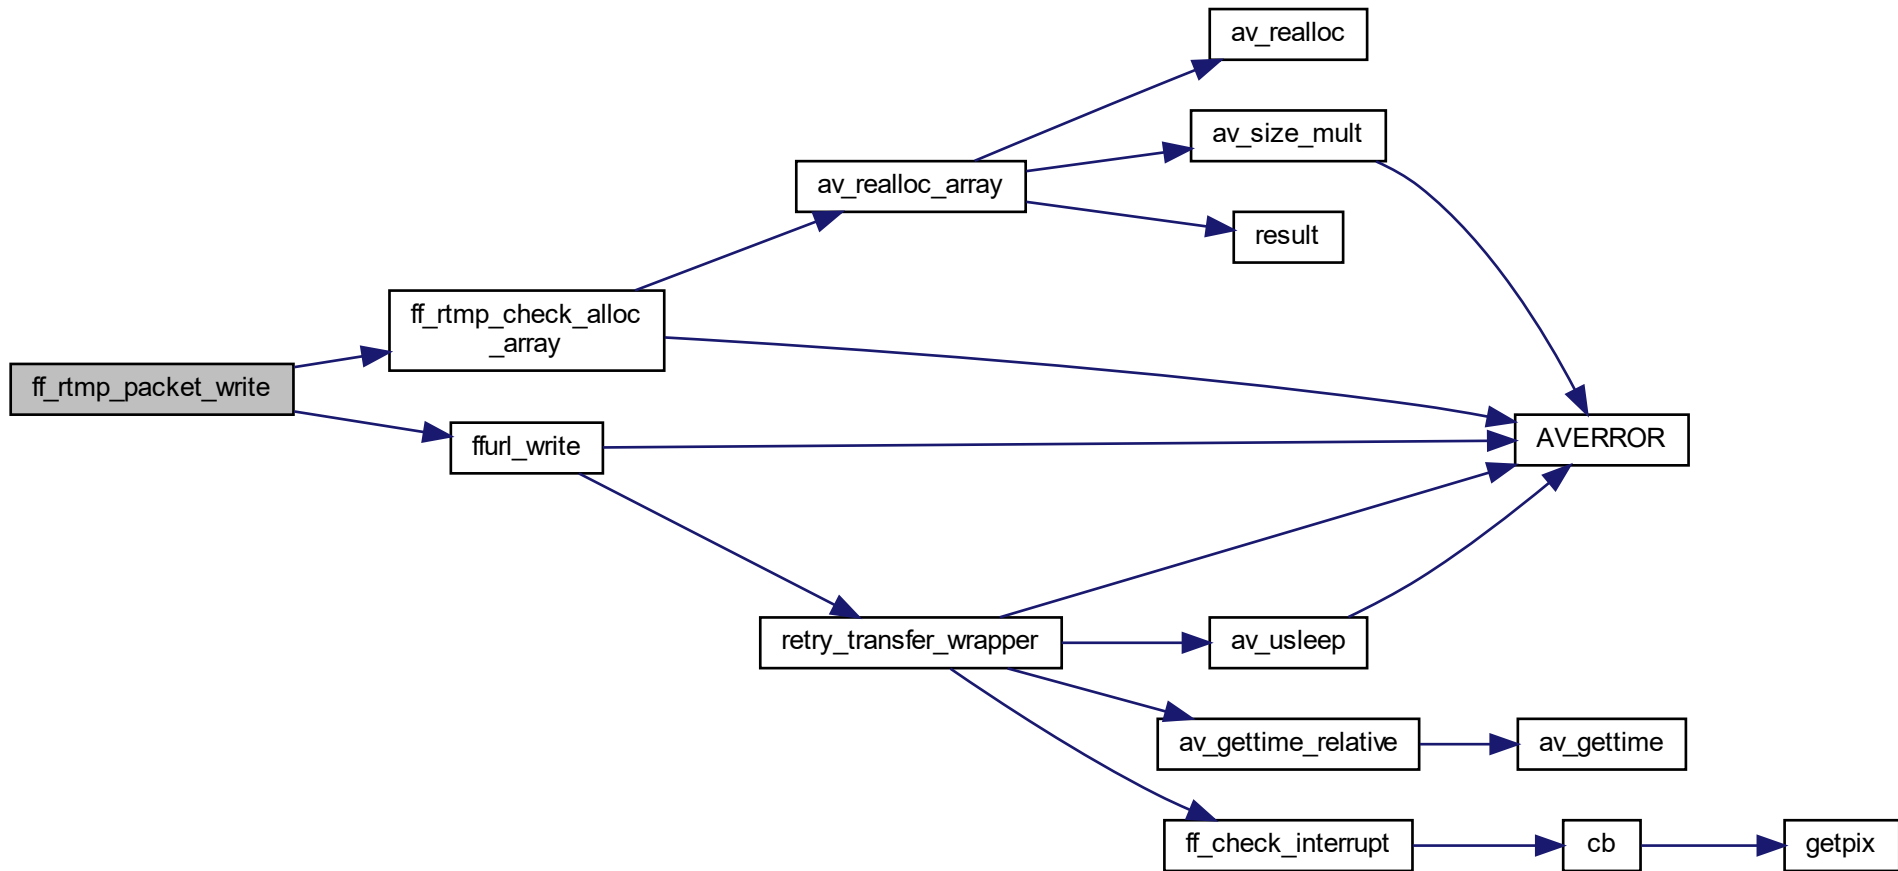 av_realloc
av_size_mult
av_realloc_array
result
ff_rtmp_check_alloc
_array
ff_rtmp_packet_write
ffurl_write
AVERROR
retry_transfer_wrapper
av_usleep
av_gettime_relative
av_gettime
ff_check_interrupt
cb
getpix